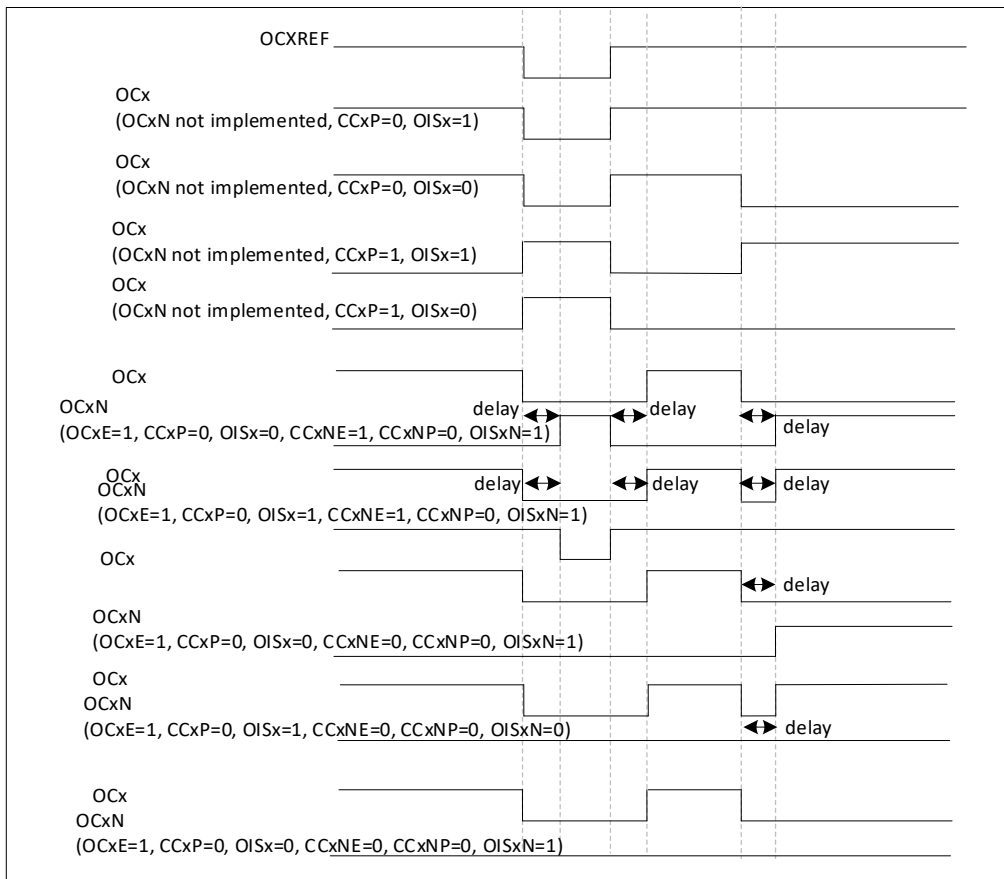 OCXREF
OCx
(OCxN not implemented, CCxP=0, OISx=1)
OCx
(OCxN not implemented, CCxP=0, OISx=0)
OCx
(OCxN not implemented, CCxP=1, OISx=1)
OCx
(OCxN not implemented, CCxP=1, OISx=0)
OCx
OCxN
delay
delay
delay
(OCxE=1, CCxP=0, OISx=0, CCxNE=1, CCxNP=0, OISxN=1)
OCx
delay
delay
delay
OCxN
(OCxE=1, CCxP=0, OISx=1, CCxNE=1, CCxNP=0, OISxN=1)
OCx
delay
OCxN
(OCxE=1, CCxP=0, OISx=0, CCxNE=0, CCxNP=0, OISxN=1)
OCx
OCxN
(OCxE=1, CCxP=0, OISx=1, CCxNE=0, CCxNP=0, OISxN=0)
delay
OCx
OCxN
(OCxE=1, CCxP=0, OISx=0, CCxNE=0, CCxNP=0, OISxN=1)